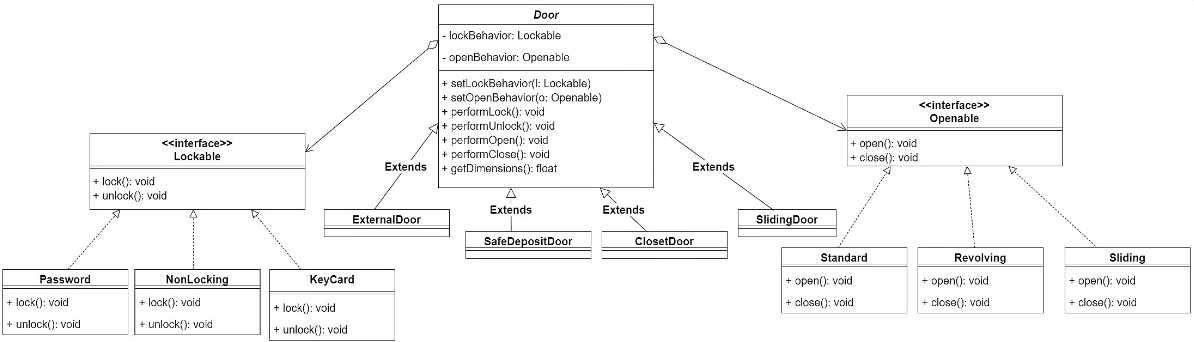 Door
- lockBehavior: Lockable
- openBehavior: Openable
+ setLockBehavior(l: Lockable)
+ setOpenBehavior(o: Openable)
+ performLock(): void
+ performUnlock(): void
+ performOpen(): void
+ performClose(): void
+ getDimensions(): float
<<interface>>
Lockable
+ lock(): void
+ unlock(): void
<<interface>>
Openable
+ open(): void
+ close(): void
Extends
Extends
Extends
Extends
ExternalDoor
SafeDepositDoor
ClosetDoor
SlidingDoor
Password
+ lock(): void
+ unlock(): void
NonLocking
+ lock(): void
+ unlock(): void
KeyCard
+ lock(): void
+ unlock(): void
Standard
+ open(): void
+ close(): void
Revolving
+ open(): void
+ close(): void
Sliding
+ open(): void
+ close(): void